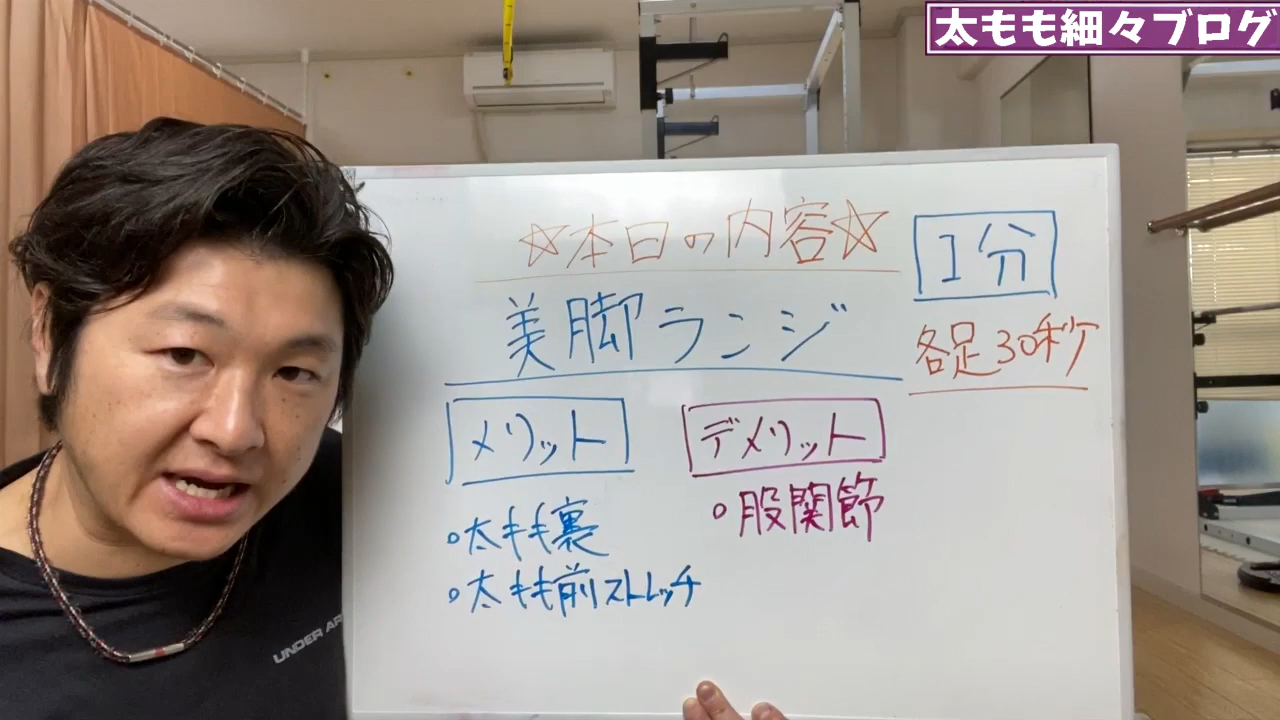 太もも細々ブログ
☆本日の内容☆
1分
美脚ランジ
各足30秒
メリット
デメリット
○太もも裏
○股関節
○太もも前ストレッチ
UNDER AR